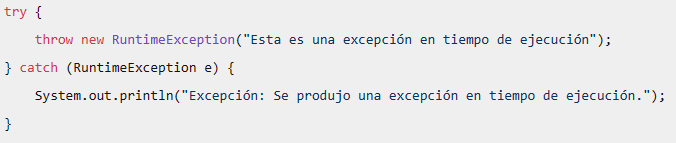 try {
    throw new RuntimeException("Esta es una excepción en tiempo de ejecución");
} catch (RuntimeException e) {
    System.out.println("Excepción: Se produjo una excepción en tiempo de ejecución.");
}